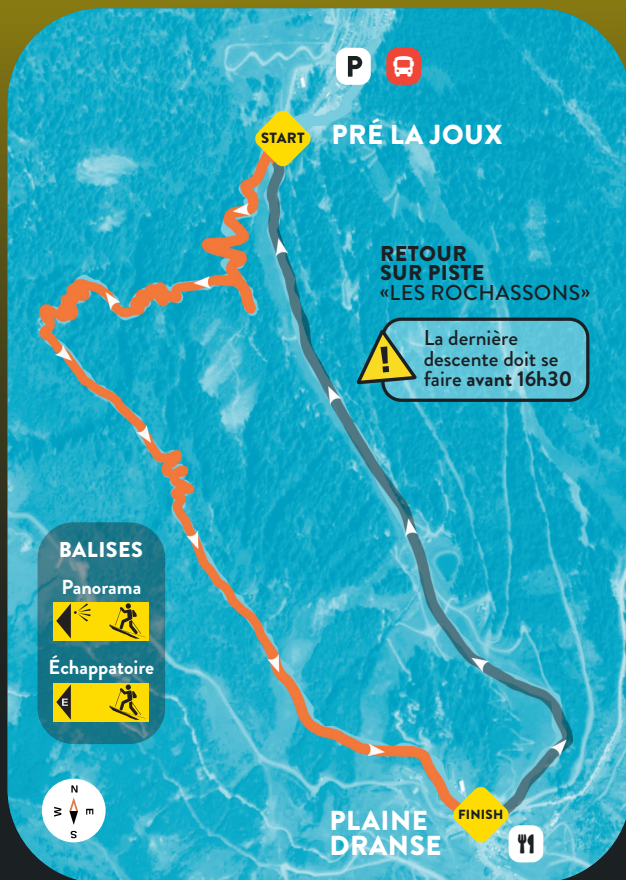 P
START
PRÉ LA JOUX
RETOUR
SUR PISTE
«LES ROCHASSONS»
!
La dernière
descente doit se
faire avant 16h30
BALISES
Panorama
Échappatoire
E
N
W E
S
FINISH
PLAINE
DRANSE